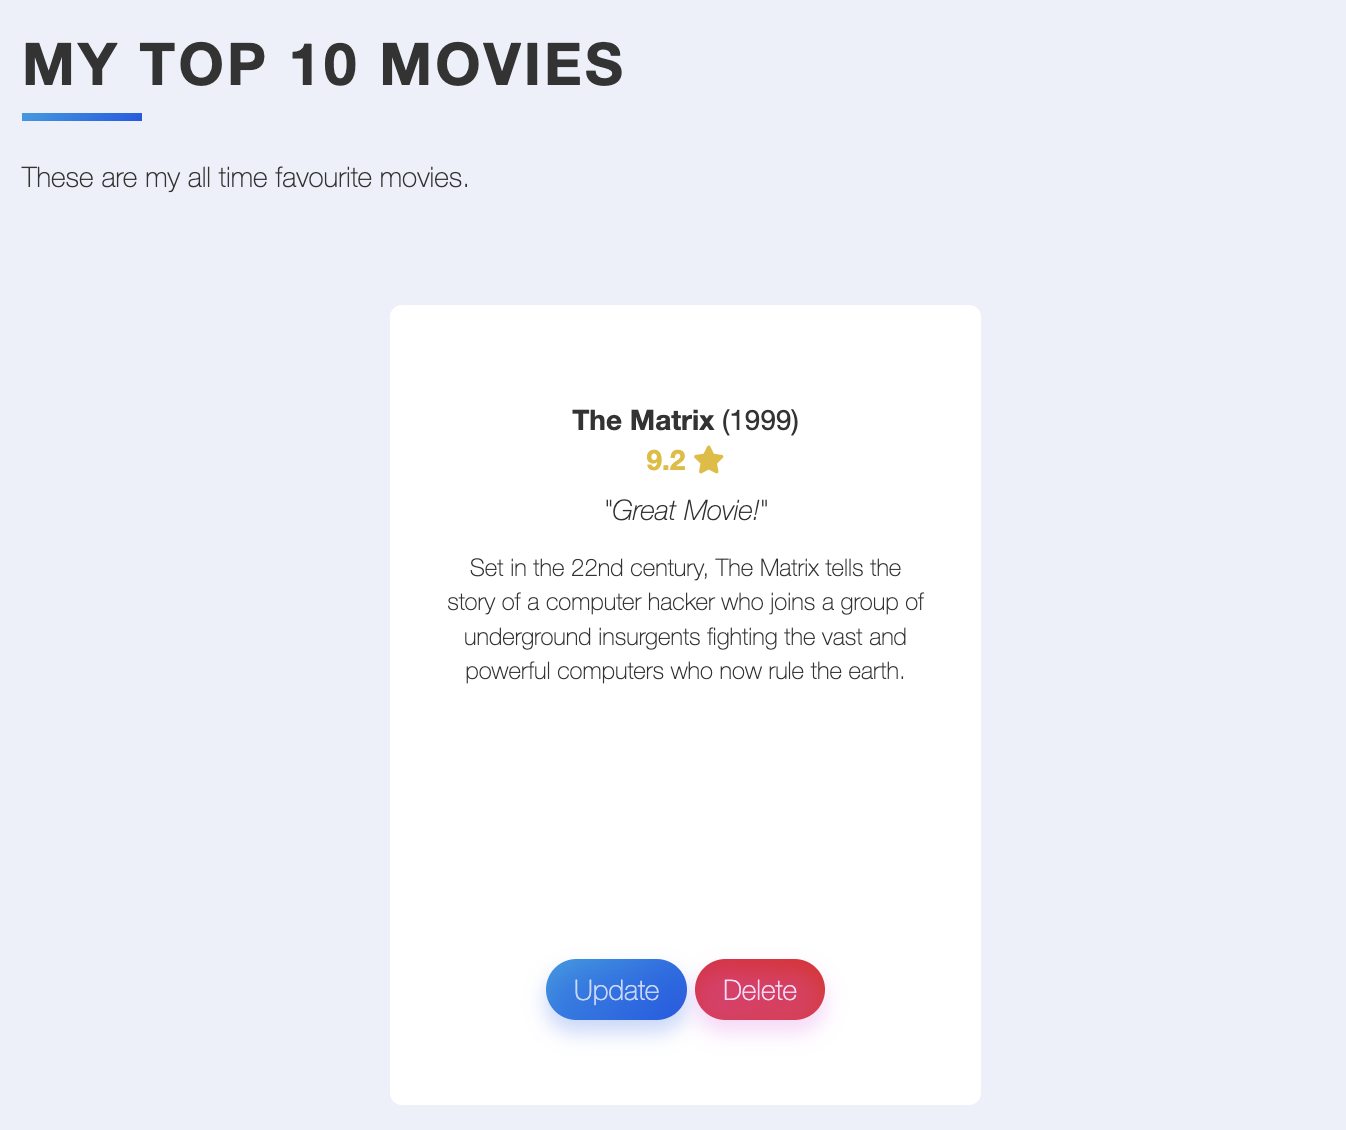 MY TOP 10 MOVIES
These are my all time favourite movies.
The Matrix (1999)
9.2
"Great Movie!"
Set in the 22nd century, The Matrix tells the
story of a computer hacker who joins a group of
underground insurgents fighting the vast and
powerful computers who now rule the earth.
Update Delete